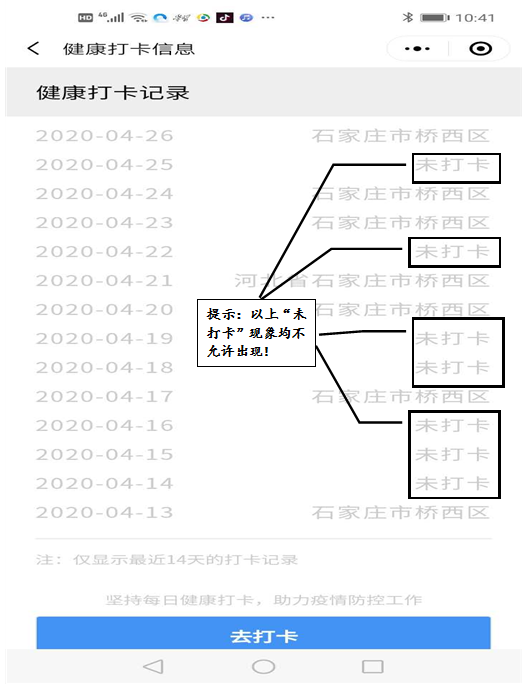 HD 4G 10:41
健康打卡信息
健康打卡记录
2020-04-26 石家庄市桥西区
2020-04-25 未打卡
2020-04-24 石家庄市桥西区
2020-04-23 石家庄市桥西区
2020-04-22 未打卡
2020-04-21 河北省石家庄市桥西区
2020-04-20 石家庄市桥西区
提示：以上“未
打卡”现象均不
允许出现!
2020-04-19 未打卡
2020-04-18 未打卡
2020-04-17 石家庄市桥西区
2020-04-16 未打卡
2020-04-15 未打卡
2020-04-14 未打卡
2020-04-13 石家庄市桥西区
注：仅显示最近14天的打卡记录
坚持每日健康打卡，助力疫情防控工作
去打卡